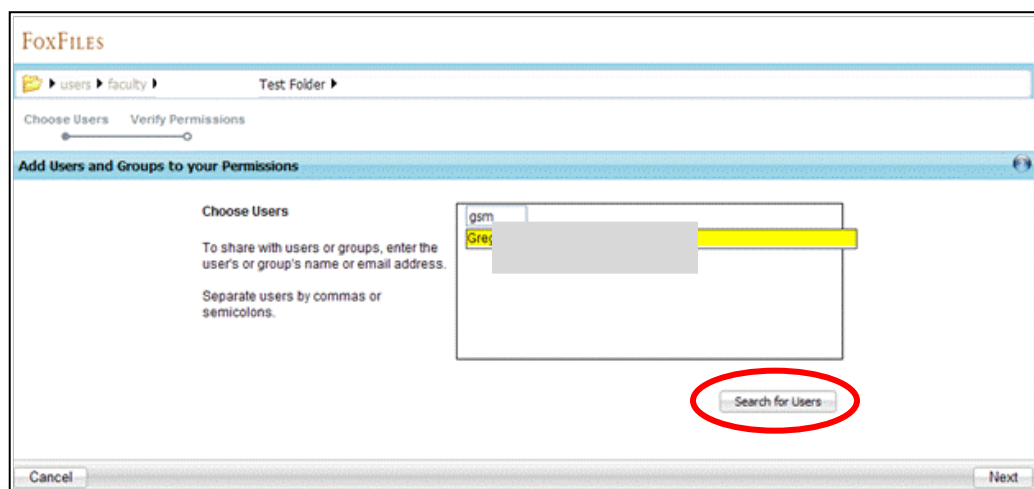 FOXFILES
users faculty Test Folder
Choose Users Verify Permissions
Add Users and Groups to your Permissions
Choose Users
To share with users or groups, enter the
user's or group's name or email address.
Separate users by commas or
semicolons.
gsm
Greg
Search for Users
Cancel Next